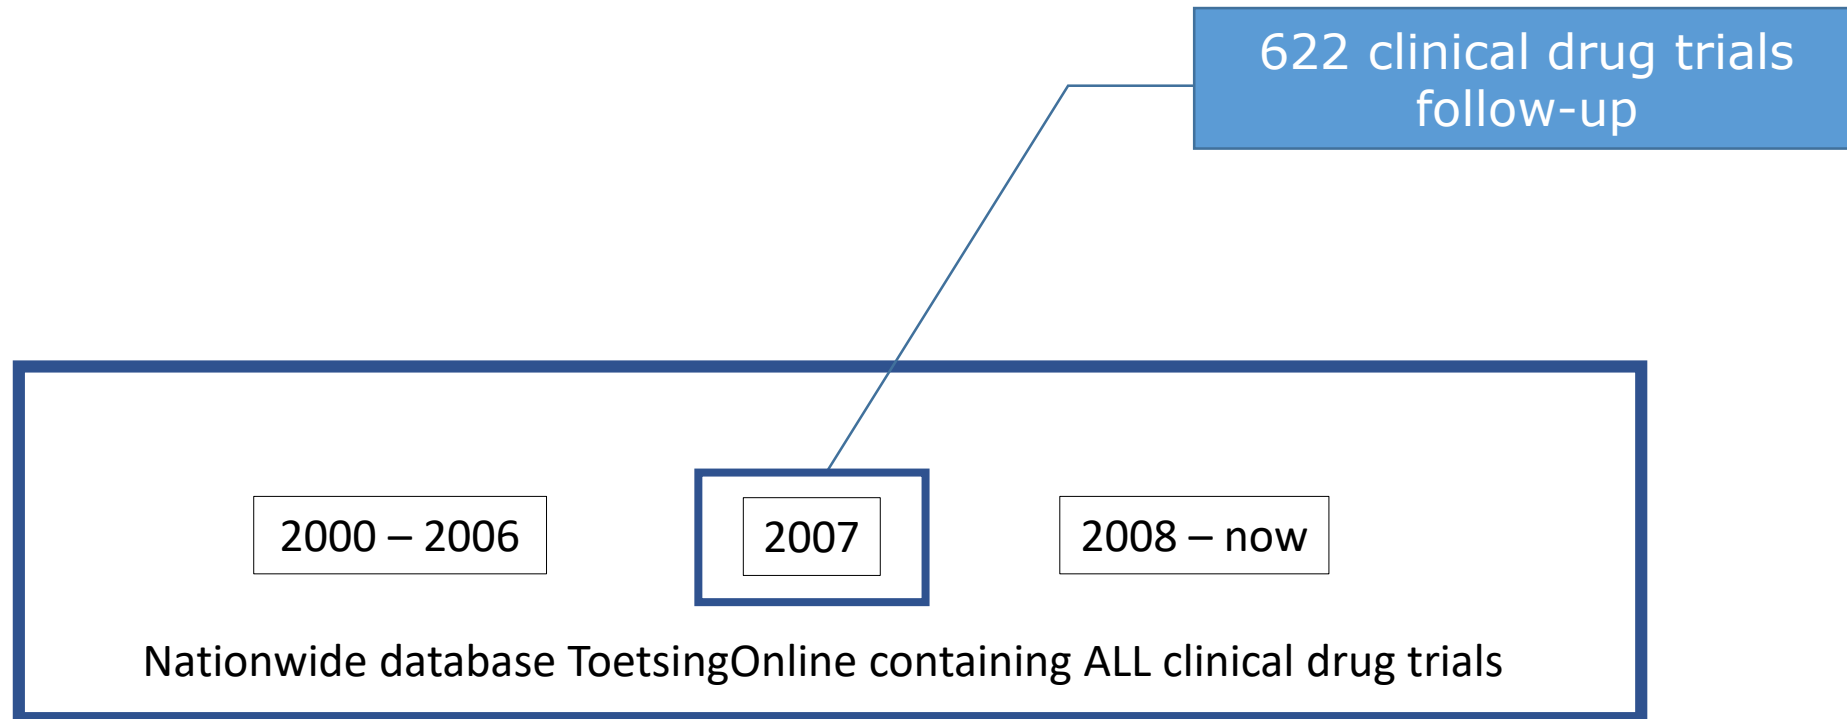 622 clinical drug trials
follow-up
2000 – 2006
2007
2008 – now
Nationwide database ToetsingOnline containing ALL clinical drug trials